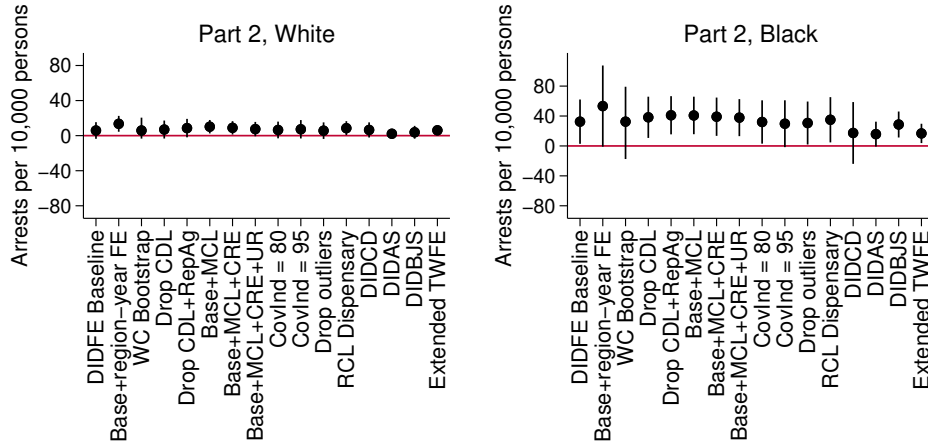 Part 2, White
Arrests per 10,000 persons
80
40
0
−40
−80
DIDFE Baseline
Base+region−year FE
WC Bootstrap
Drop CDL
Drop CDL+RepAg
Base+MCL
Base+MCL+CRE
Base+MCL+CRE+UR
CovInd = 80
CovInd = 95
Drop outliers
RCL Dispensary
DIDCD
DIDAS
DIDBJS
Extended TWFE
Part 2, Black
Arrests per 10,000 persons
80
40
0
−40
−80
DIDFE Baseline
Base+region−year FE
WC Bootstrap
Drop CDL
Drop CDL+RepAg
Base+MCL
Base+MCL+CRE
Base+MCL+CRE+UR
CovInd = 80
CovInd = 95
Drop outliers
RCL Dispensary
DIDCD
DIDAS
DIDBJS
Extended TWFE